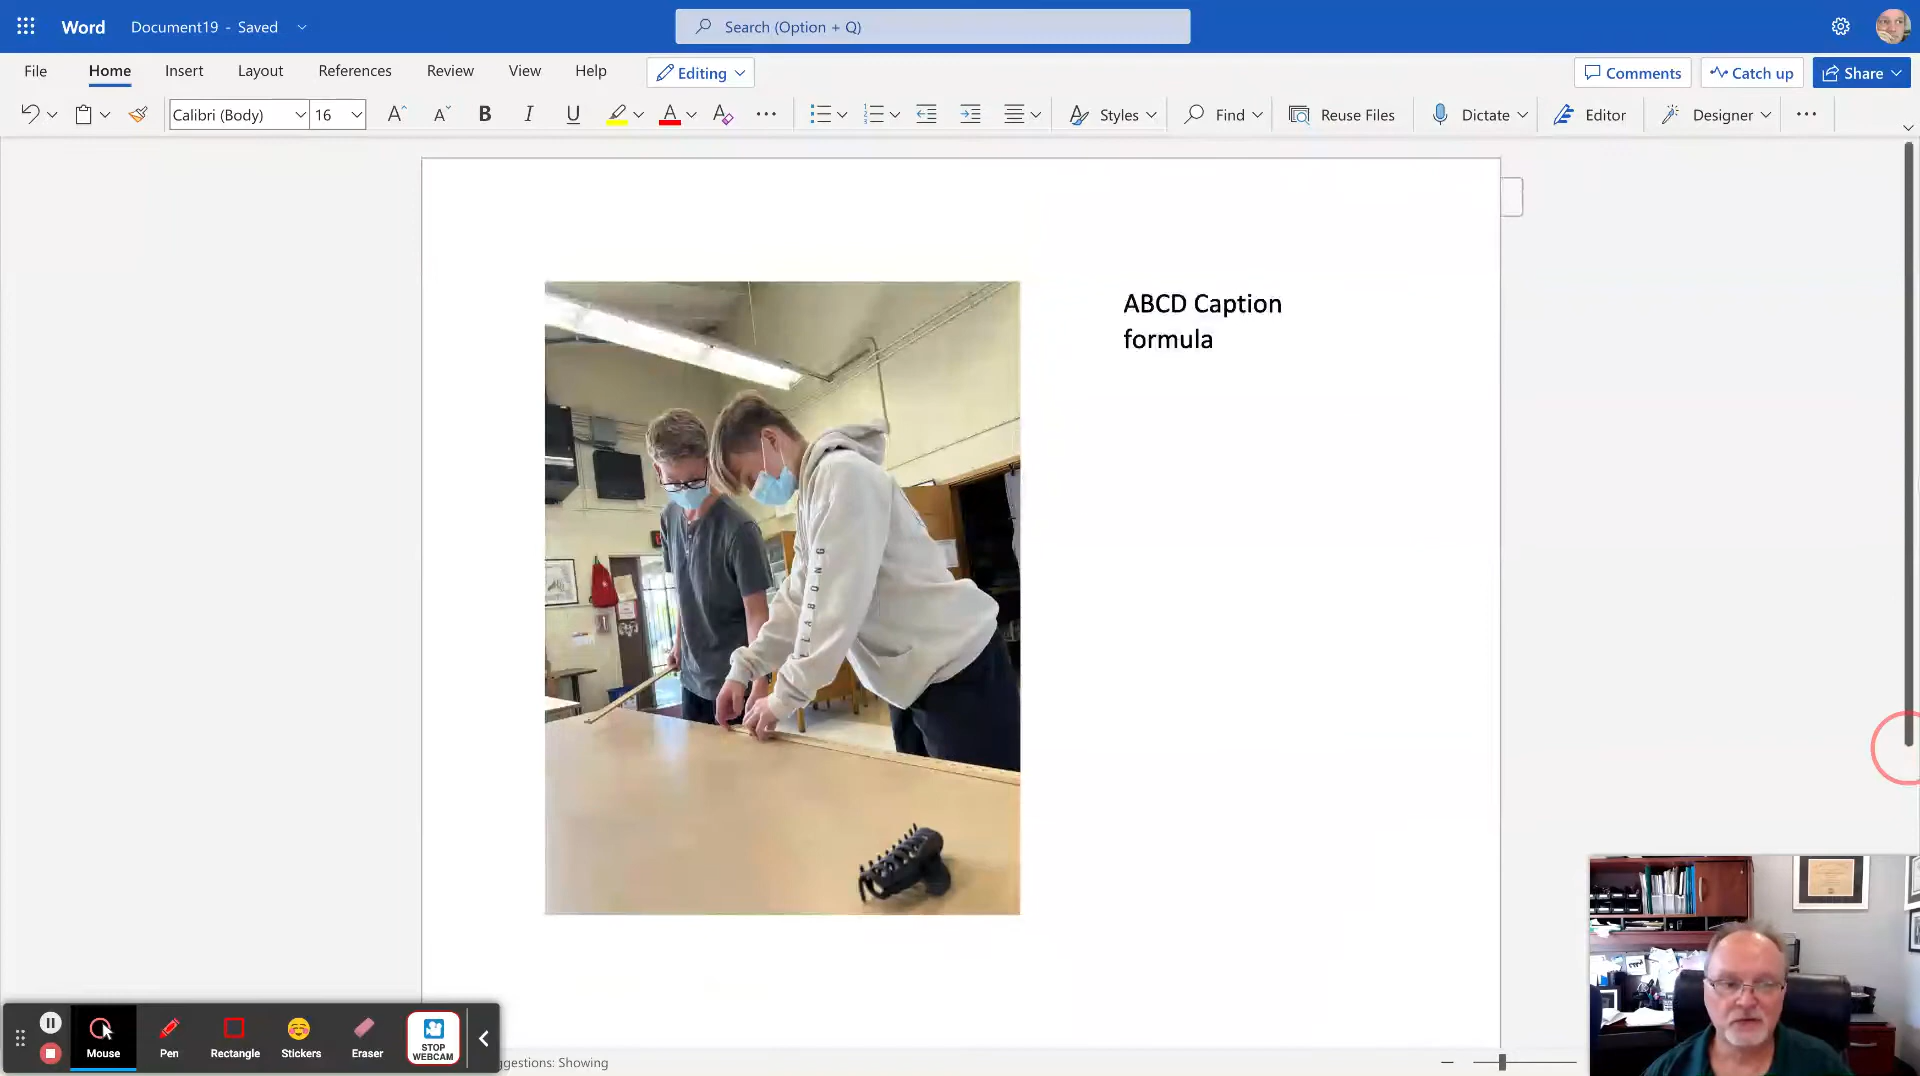 Word
Document19 - Saved
Search (Option + Q)
File
Home
Insert
Layout
References
Review
View
Help
Editing
Comments
Catch up
Share
Calibri (Body)
16
A
A
B
I
U
A
A
Styles
Find
Reuse Files
Dictate
Editor
Designer
ABCD Caption
formula
LLABONG
Mouse
Pen
Rectangle
Stickers
Eraser
STOP
WEBCAM
ggestions: Showing